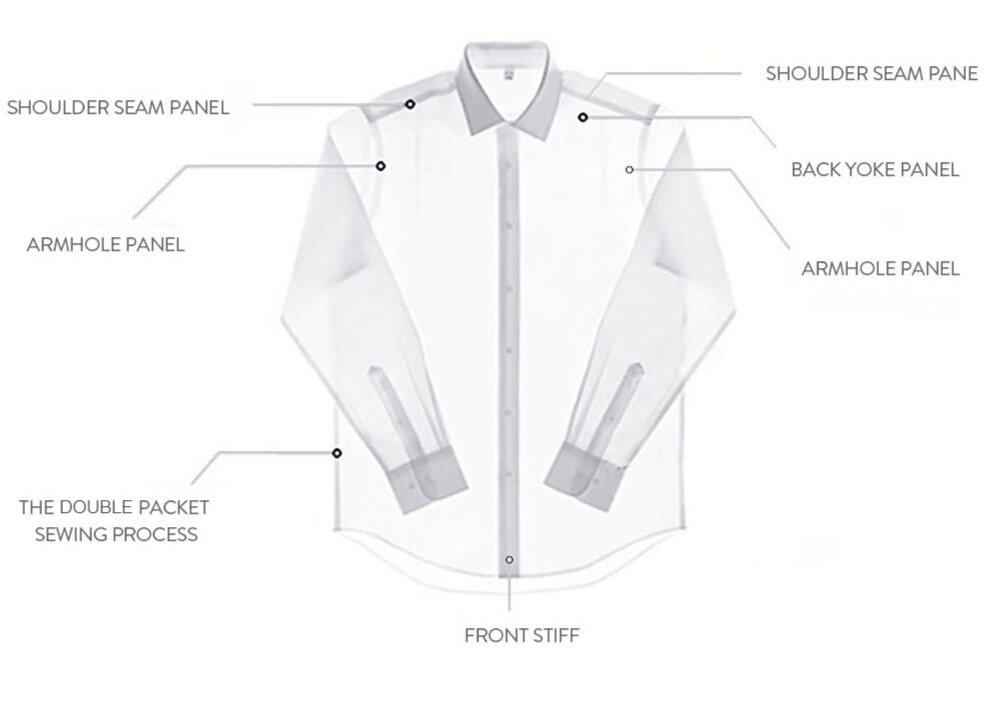 SHOULDER SEAM PANE
SHOULDER SEAM PANEL
BACK YOKE PANEL
ARMHOLE PANEL
ARMHOLE PANEL
THE DOUBLE PACKET
SEWING PROCESS
FRONT STIFF